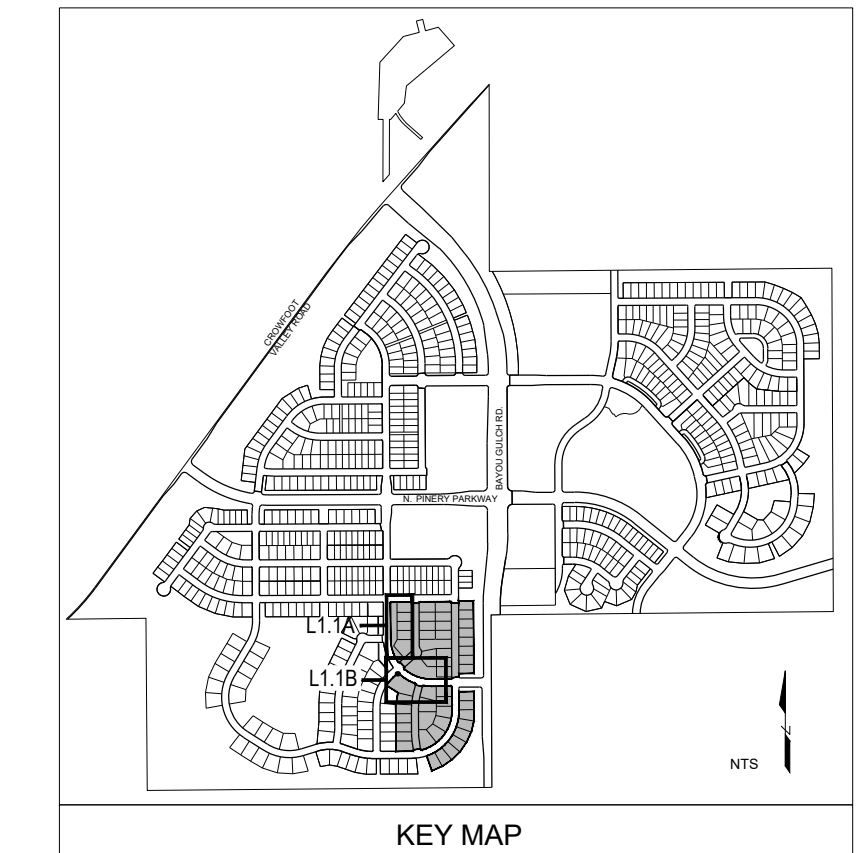 CROWFOOT
VALLEY ROAD
BAYOU GULCH RD.
N. PINERY PARKWAY
L1.1A
L1.1B
N
NTS
KEY MAP